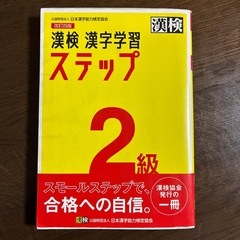 漢検
改訂四版
公益財団法人 日本漢字能力検定協会
漢検 漢字学習
ステップ
2級
漢検協会
発行の
一冊
スモールステップで、
合格への自信。
漢検 公益財団法人 日本漢字能力検定協会